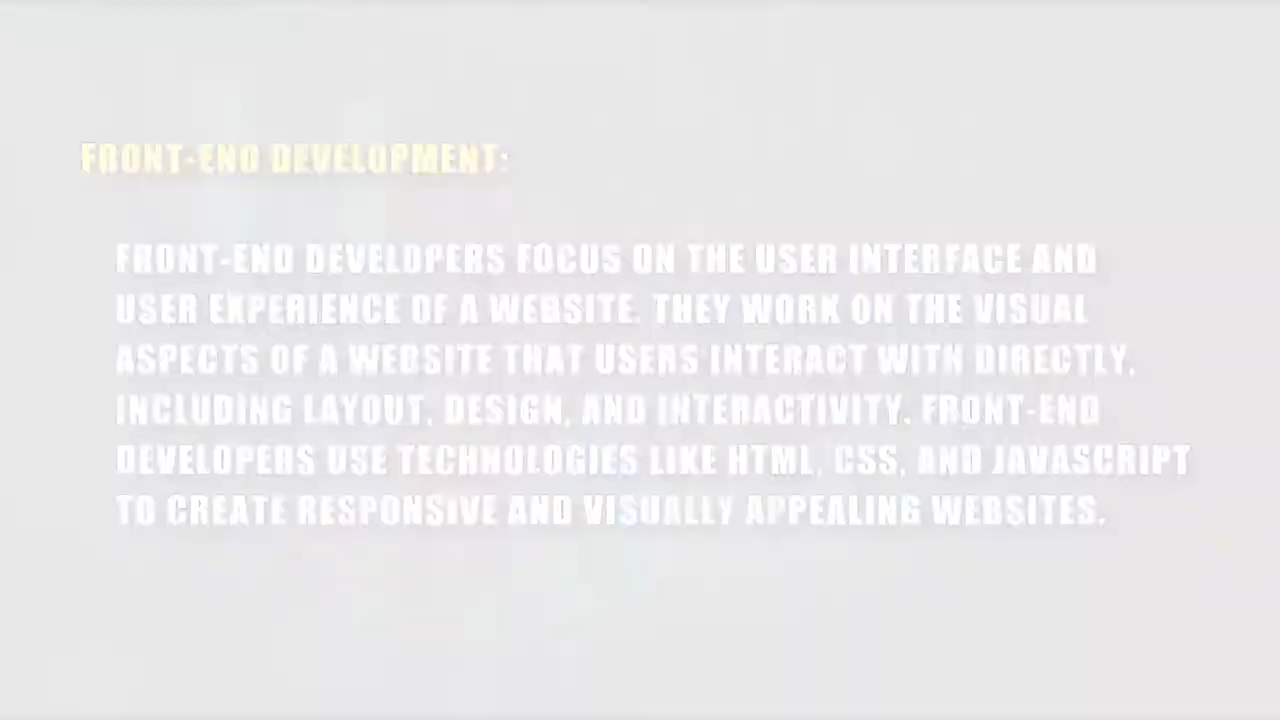 FRONT-END DEVELOPMENT:
FRONT-END DEVELOPERS FOCUS ON THE USER INTERFACE AND
USER EXPERIENCE OF A WEBSITE. THEY WORK ON THE VISUAL
ASPECTS OF A WEBSITE THAT USERS INTERACT WITH DIRECTLY,
INCLUDING LAYOUT, DESIGN, AND INTERACTIVITY. FRONT-END
DEVELOPERS USE TECHNOLOGIES LIKE HTML, CSS, AND JAVASCRIPT
TO CREATE RESPONSIVE AND VISUALLY APPEALING WEBSITES.